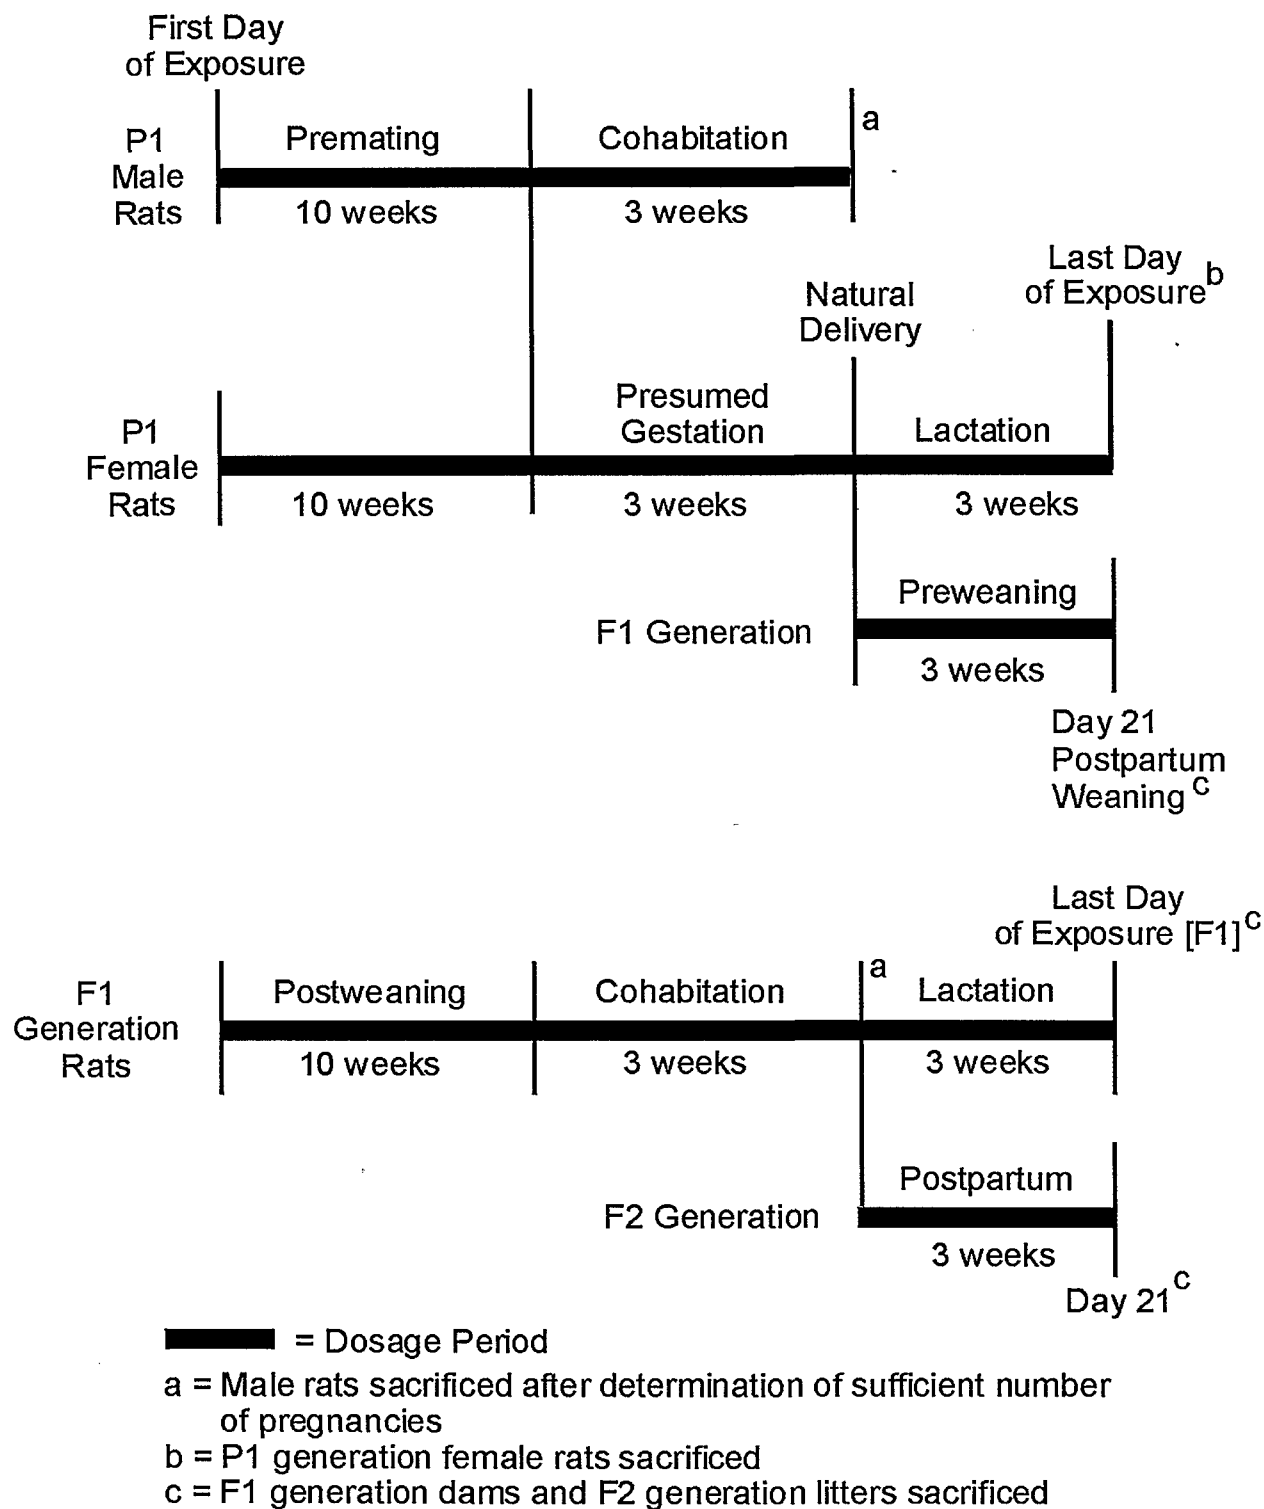 First Day
of Exposure
P1
Male
Rats
Premating
Cohabitation
a
10 weeks
3 weeks
Last Day
of Exposure b
Natural
Delivery
P1
Female
Rats
Presumed
Gestation
Lactation
10 weeks
3 weeks
3 weeks
F1 Generation
Preweaning
3 weeks
Day 21
Postpartum
Weaning c
Last Day
of Exposure [F1] c
F1
Generation
Rats
Postweaning
Cohabitation
a
Lactation
10 weeks
3 weeks
3 weeks
F2 Generation
Postpartum
3 weeks
Day 21 c
= Dosage Period
a = Male rats sacrificed after determination of sufficient number
of pregnancies
b = P1 generation female rats sacrificed
c = F1 generation dams and F2 generation litters sacrificed